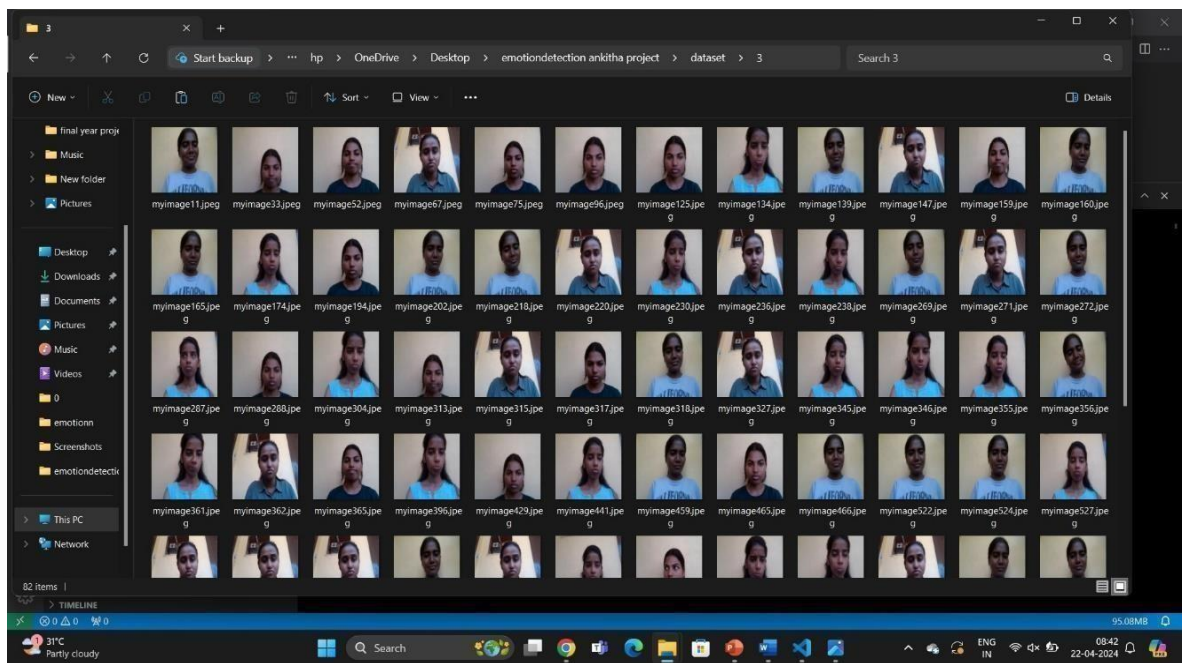 3
Start backup > ... hp > OneDrive > Desktop > emotiondetection ankitha project > dataset > 3
Search 3
New
Sort
View
...
Details
final year proje
Music
New folder
Pictures
Desktop
Downloads
Documents
Pictures
Music
Videos
0
emotionn
Screenshots
emotiondetectic
This PC
Network
myimage11.jpeg myimage33.jpeg myimage52.jpeg myimage67.jpeg myimage75.jpeg myimage96.jpeg myimage125.jpe myimage134.jpe myimage139.jpe myimage147.jpe myimage159.jpe myimage160.jpe
g g g g g g
myimage165.jpe myimage174.jpe myimage194.jpe myimage202.jpe myimage218.jpe myimage220.jpe myimage230.jpe myimage236.jpe myimage238.jpe myimage269.jpe myimage271.jpe myimage272.jpe
g g g g g g g g g g g g
myimage287.jpe myimage288.jpe myimage304.jpe myimage313.jpe myimage315.jpe myimage317.jpe myimage318.jpe myimage327.jpe myimage345.jpe myimage346.jpe myimage355.jpe myimage356.jpe
g g g g g g g g g g g g
myimage361.jpe myimage362.jpe myimage365.jpe myimage396.jpe myimage429.jpe myimage441.jpe myimage459.jpe myimage465.jpe myimage466.jpe myimage522.jpe myimage524.jpe myimage527.jpe
g g g g g g g g g g g g
82 items
TIMELINE
0 0 0
95.08MB
1
31°C
Partly cloudy
Search
ENG
IN
08:42
22-04-2024